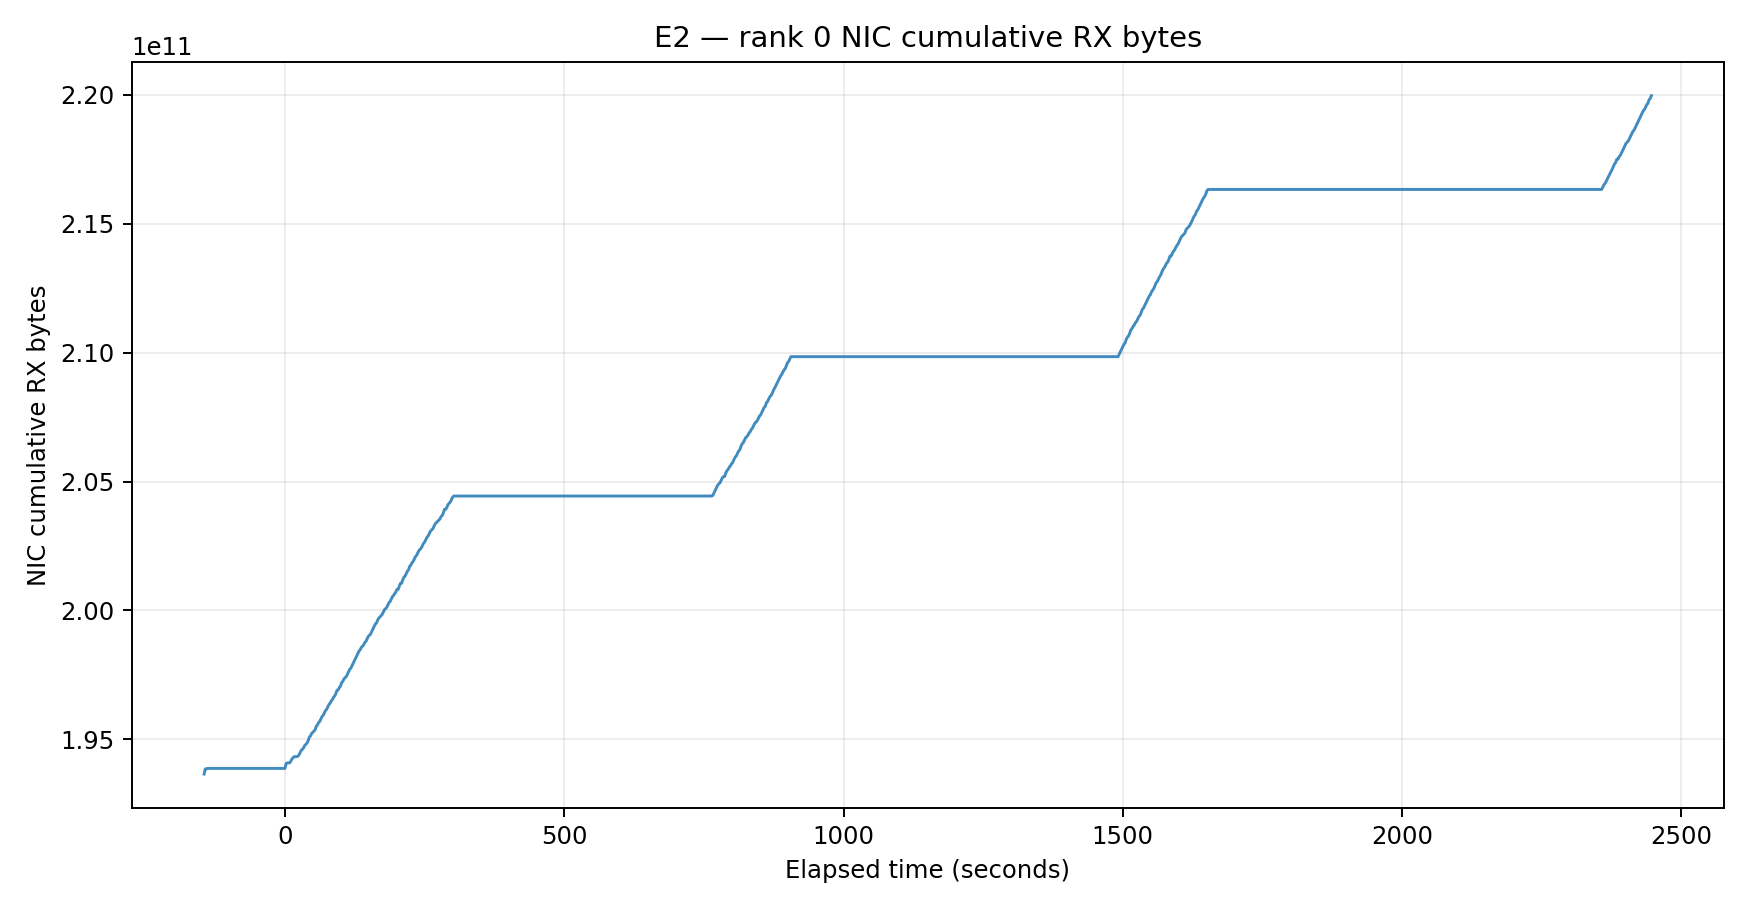 E2 — rank 0 NIC cumulative RX bytes
1e11
2.20
2.15
2.10
2.05
2.00
1.95
NIC cumulative RX bytes
0 500 1000 1500 2000 2500
Elapsed time (seconds)